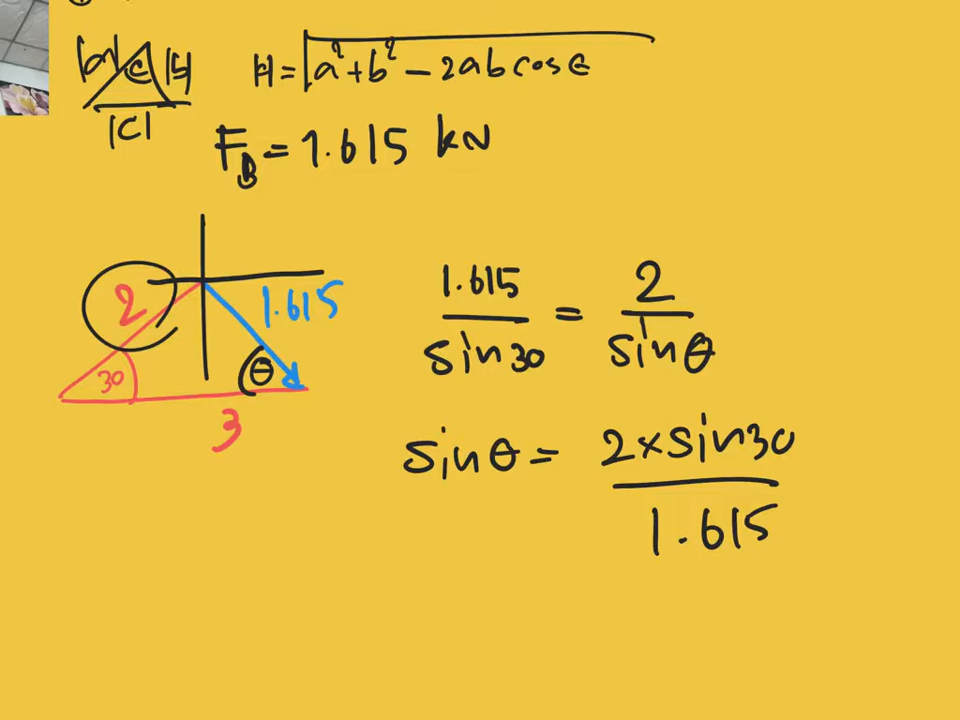 |a| c |b| H = √a²+b² - 2ab cos θ
|C|
F_B = 1.615 kN
2 1.615 1.615/sin30 = 2/sinθ
30 θ
3 sinθ = 2×sin30/1.615